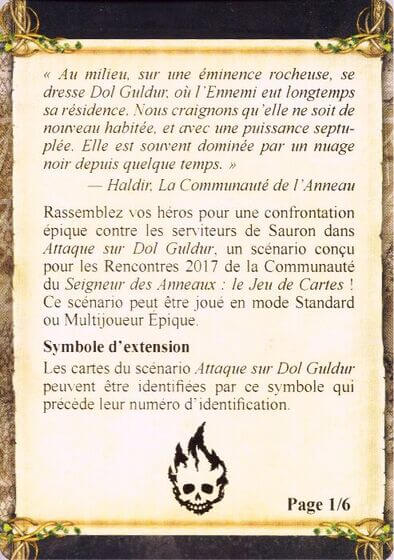 « Au milieu, sur une éminence rocheuse, se
dresse Dol Guldur, où l'Ennemi eut longtemps
sa résidence. Nous craignons qu'elle ne soit de
nouveau habitée, et avec une puissance septu-
plée. Elle est souvent dominée par un nuage
noir depuis quelque temps. »
— Haldir, La Communauté de l'Anneau
Rassemblez vos héros pour une confrontation
épique contre les serviteurs de Sauron dans
Attaque sur Dol Guldur, un scénario conçu
pour les Rencontres 2017 de la Communauté
du Seigneur des Anneaux : le Jeu de Cartes !
Ce scénario peut être joué en mode Standard
ou Multijoueur Épique.
Symbole d'extension
Les cartes du scénario Attaque sur Dol Guldur
peuvent être identifiées par ce symbole qui
précède leur numéro d'identification.
Page 1/6